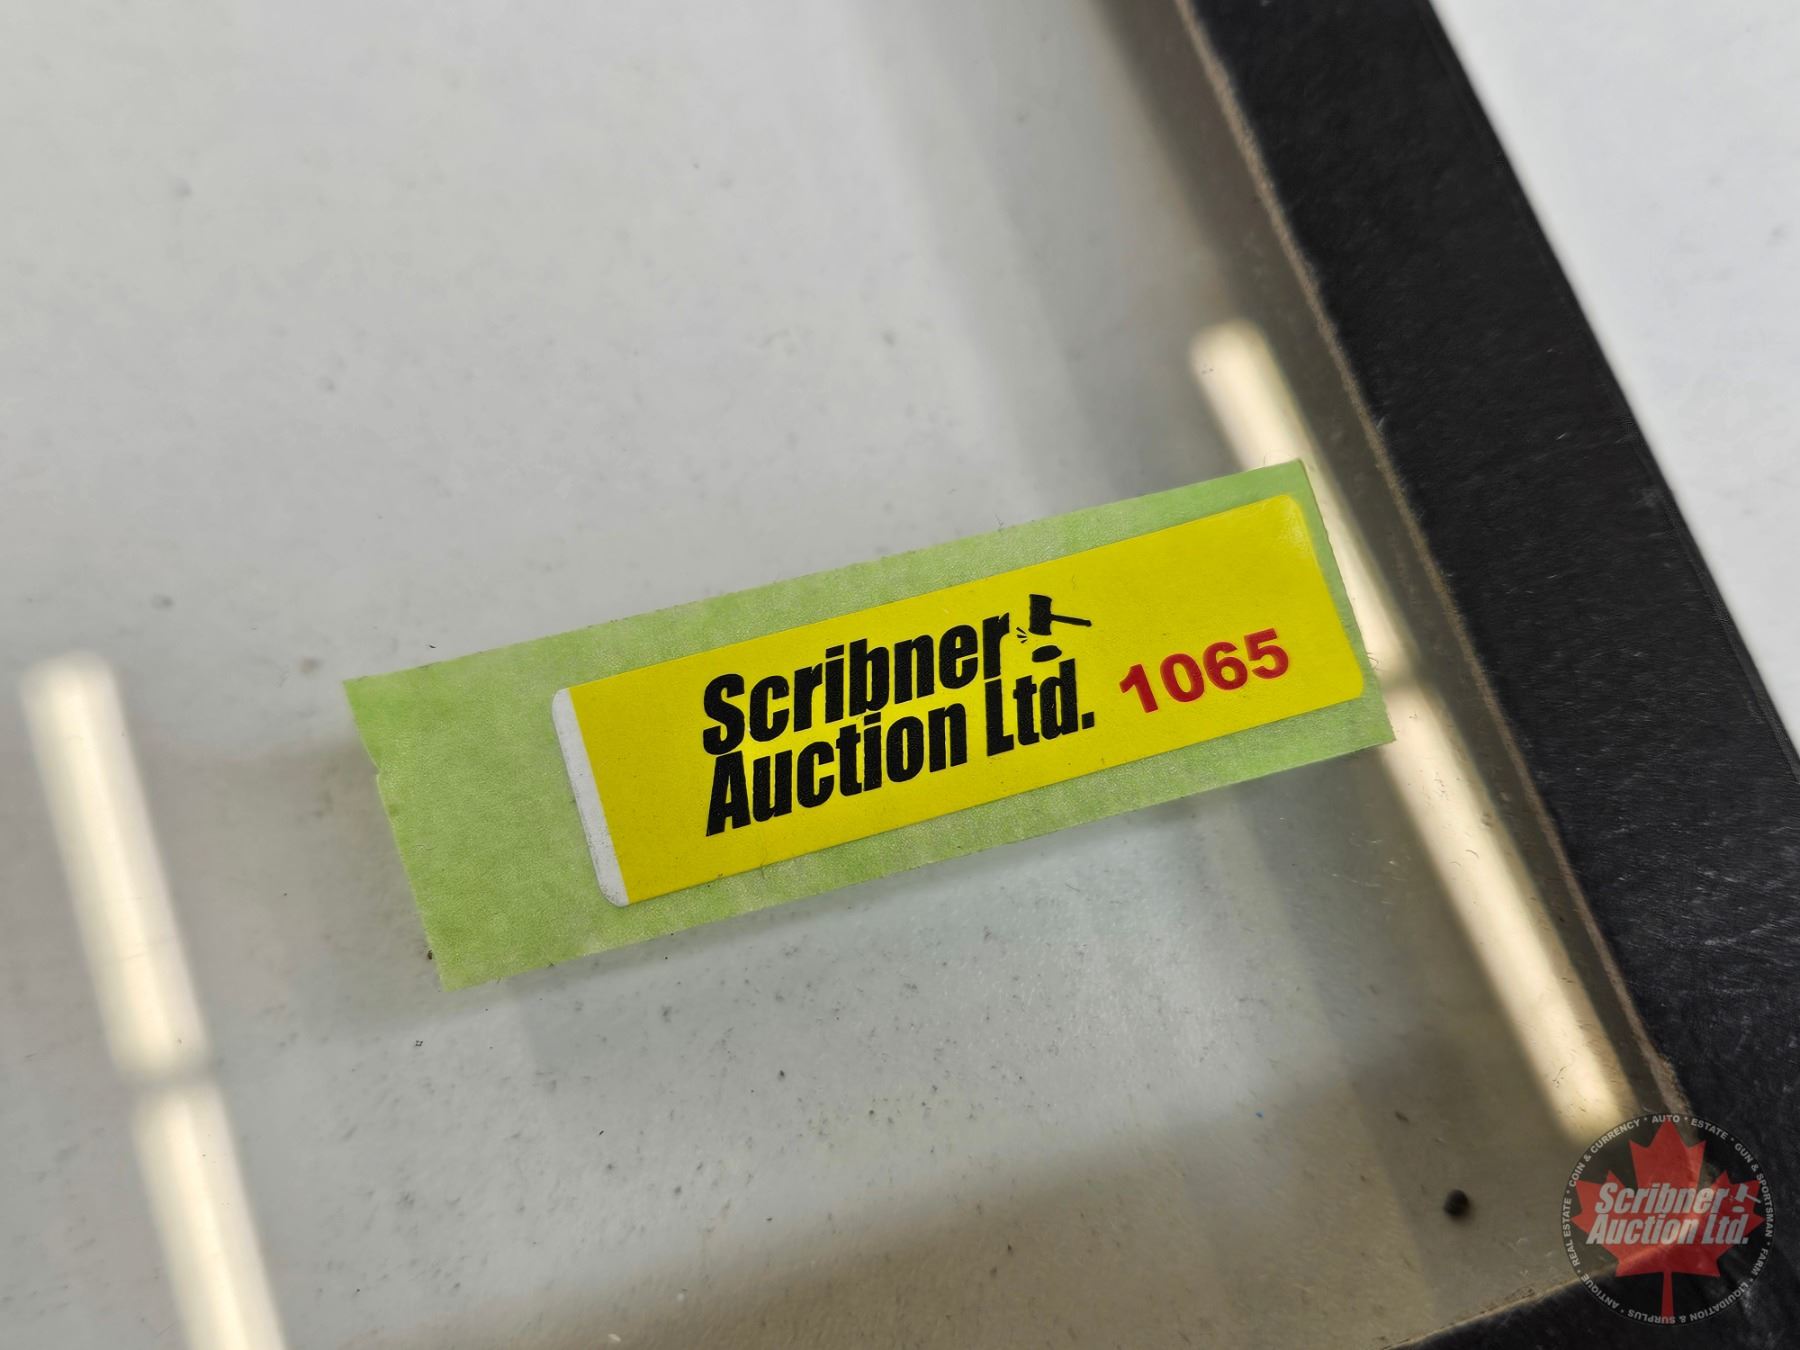 Scribner
Auction Ltd.
1065
COIN & CURRENCY • AUTO • ESTATE • GUN & SPORTSMAN • FARM • LIQUIDATION & SURPLUS • ANTIQUE • REAL ESTATE •
Scribner
Auction Ltd.